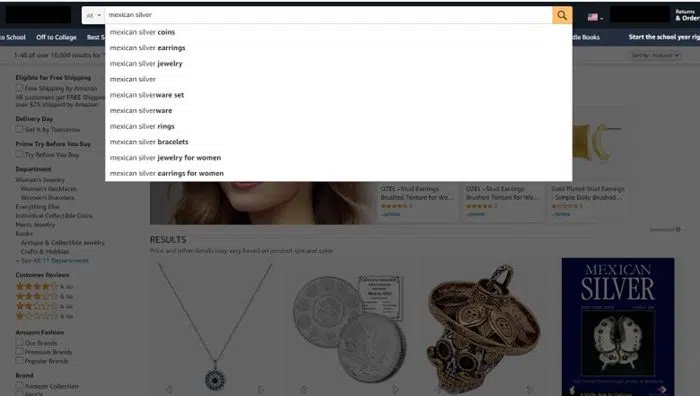 All
mexican silver
Returns
& Orde
o School
Off to College
Best S
dle Books
Start the school year rig
mexican silver coins
mexican silver earrings
mexican silver jewelry
mexican silver
mexican silverware set
mexican silverware
mexican silver rings
mexican silver bracelets
mexican silver jewelry for women
mexican silver earrings for women
1-48 of over 10,000 results for "
Sort by: Featured
Eligible for Free Shipping
Free Shipping by Amazon
All customers get FREE Shippin
over $25 shipped by Amazon
Delivery Day
Get It by Tomorrow
Prime Try Before You Buy
Try Before You Buy
Department
Women's Jewelry
Women's Necklaces
Women's Bracelets
Everything Else
Individual Collectible Coins
Men's Jewelry
Books
Antique & Collectible Jewelry
Crafts & Hobbies
See All 11 Departments
Customer Reviews
& Up
& Up
& Up
& Up
Amazon Fashion
Our Brands
Premium Brands
Popular Brands
Brand
Paragon Collection
OZEL –Stud Earrings
Brushed Texture for Wo...
prime
OZEL –Stud Earrings
Brushed Texture for Wo...
prime
Gold Plated Stud Earrings
- Simple Daily Brushed...
Sponsored
RESULTS
Price and other details may vary based on product size and color.
MEXICAN
SILVER